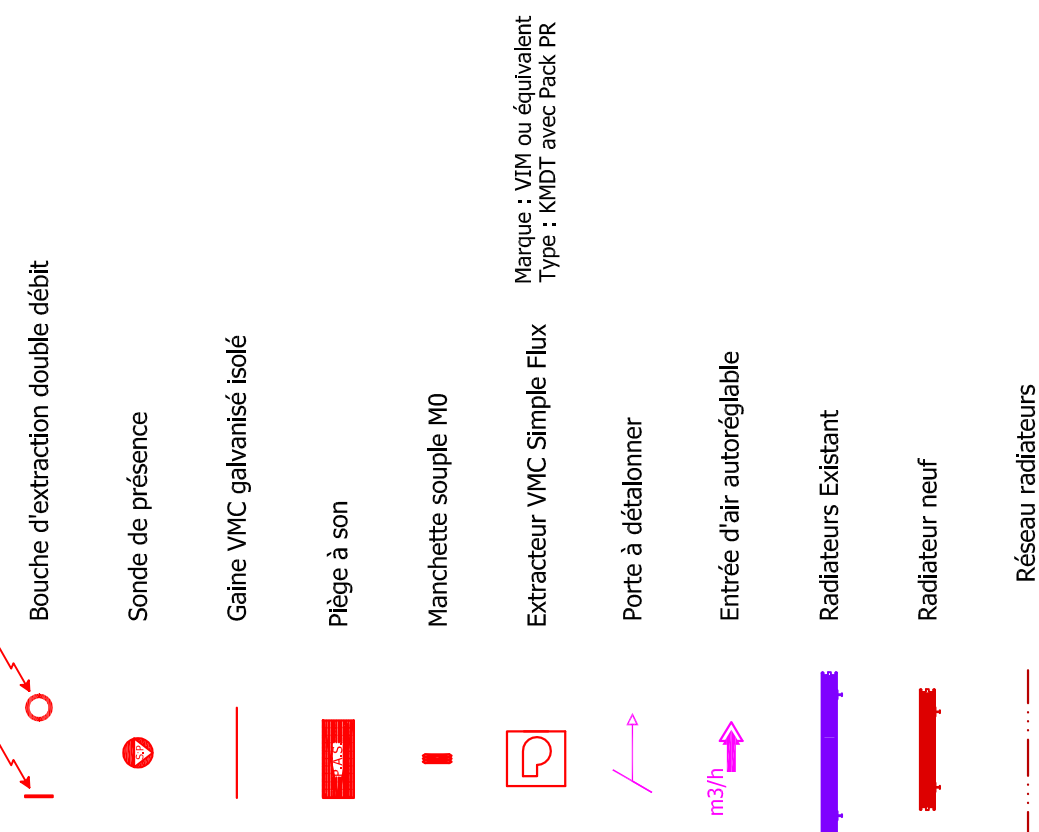 Bouche d'extraction double débit
S.P
Sonde de présence
Gaine VMC galvanisé isolé
P.A.S.
Piège à son
Manchette souple M0
Extracteur VMC Simple Flux
Marque : VIM ou équivalent
Type : KMDT avec Pack PR
Porte à détalonner
m3/h
Entrée d'air autoréglable
Radiateurs Existant
Radiateur neuf
Réseau radiateurs